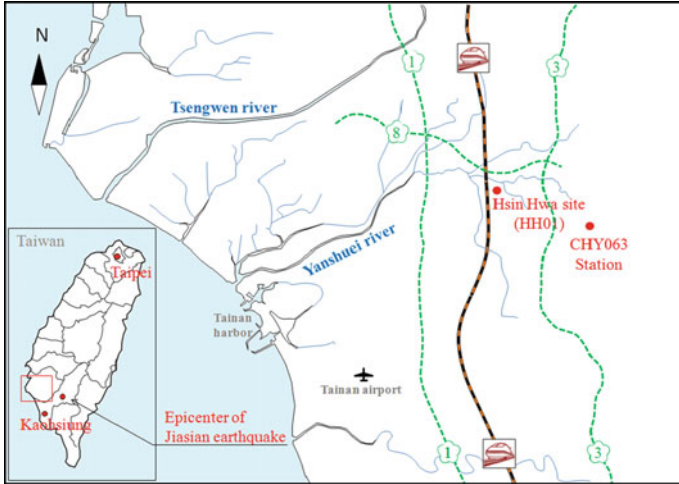 N
1
3
Tsengwen river
8
Hsin Hwa site
(HH01)
CHY063
Station
Yanshuei river
Taiwan
Taipei
Tainan
harbor
Tainan airport
Kaohsiung
Epicenter of
Jiasian earthquake
1
3